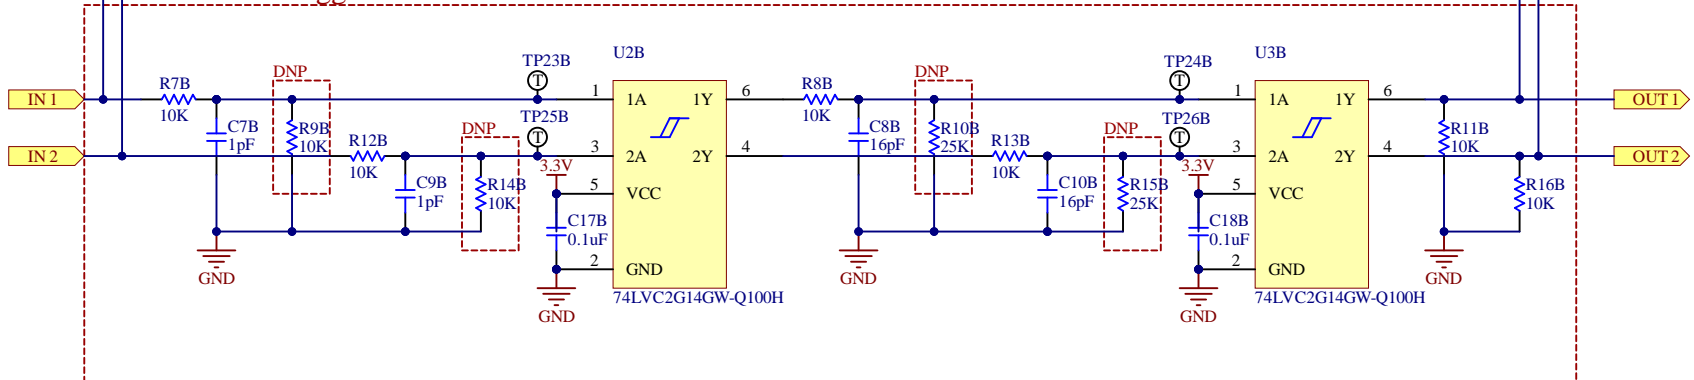 IN 1
IN 2
R7B
10K
C7B
1pF
DNP
R9B
10K
R12B
10K
C9B
1pF
DNP
R14B
10K
TP23B
T
TP25B
T
3.3V
C17B
0.1uF
GND
GND
U2B
1 1A 1Y 6
3 2A 2Y 4
5 VCC
2 GND
74LVC2G14GW-Q100H
R8B
10K
C8B
16pF
DNP
R10B
25K
R13B
10K
C10B
16pF
DNP
R15B
25K
TP24B
T
TP26B
T
3.3V
C18B
0.1uF
GND
GND
U3B
1 1A 1Y 6
3 2A 2Y 4
5 VCC
2 GND
74LVC2G14GW-Q100H
R11B
10K
R16B
10K
GND
OUT 1
OUT 2